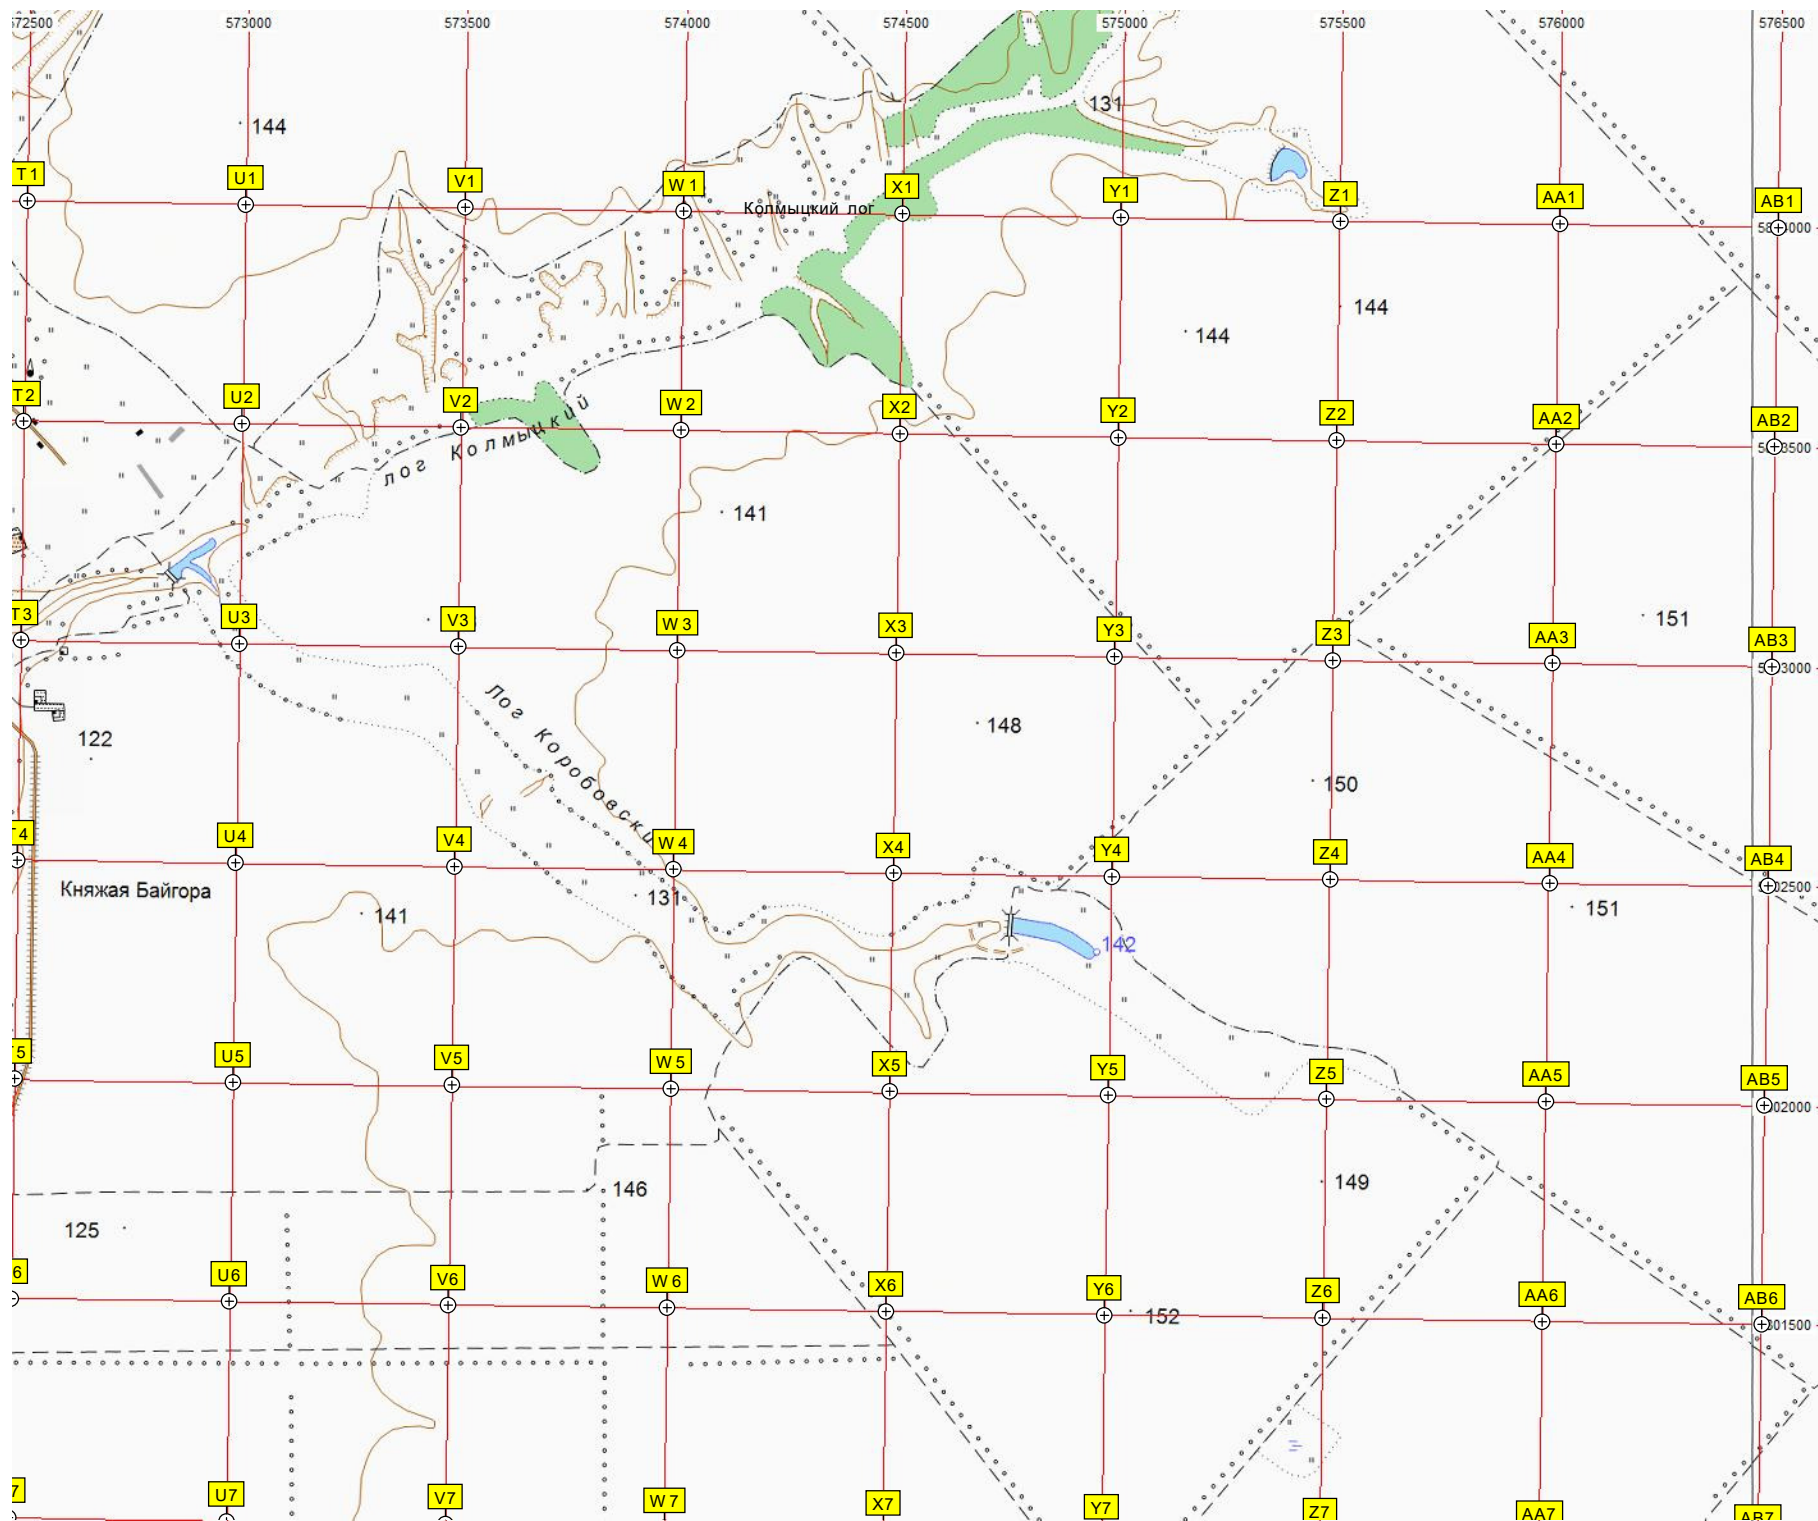 572500 573000 573500 574000 574500 575000 575500 576000 576500
131
144
T1 U1 V1 W1 X1 Y1 Z1 AA1 AB1
Колмыцкий лог
144
144
T2 U2 V2 W2 X2 Y2 Z2 AA2 AB2
лог Колмыцкий
141
T3 U3 V3 W3 X3 Y3 Z3 AA3 AB3
151
Лог Коробовски
148
122
150
T4 U4 V4 W4 X4 Y4 Z4 AA4 AB4
Княжая Байгора
131
151
141
142
T5 U5 V5 W5 X5 Y5 Z5 AA5 AB5
02000
149
146
125
6 U6 V6 W6 X6 Y6 Z6 AA6 AB6
152
01500
7 U7 V7 W7 X7 Y7 Z7 AA7 AB7